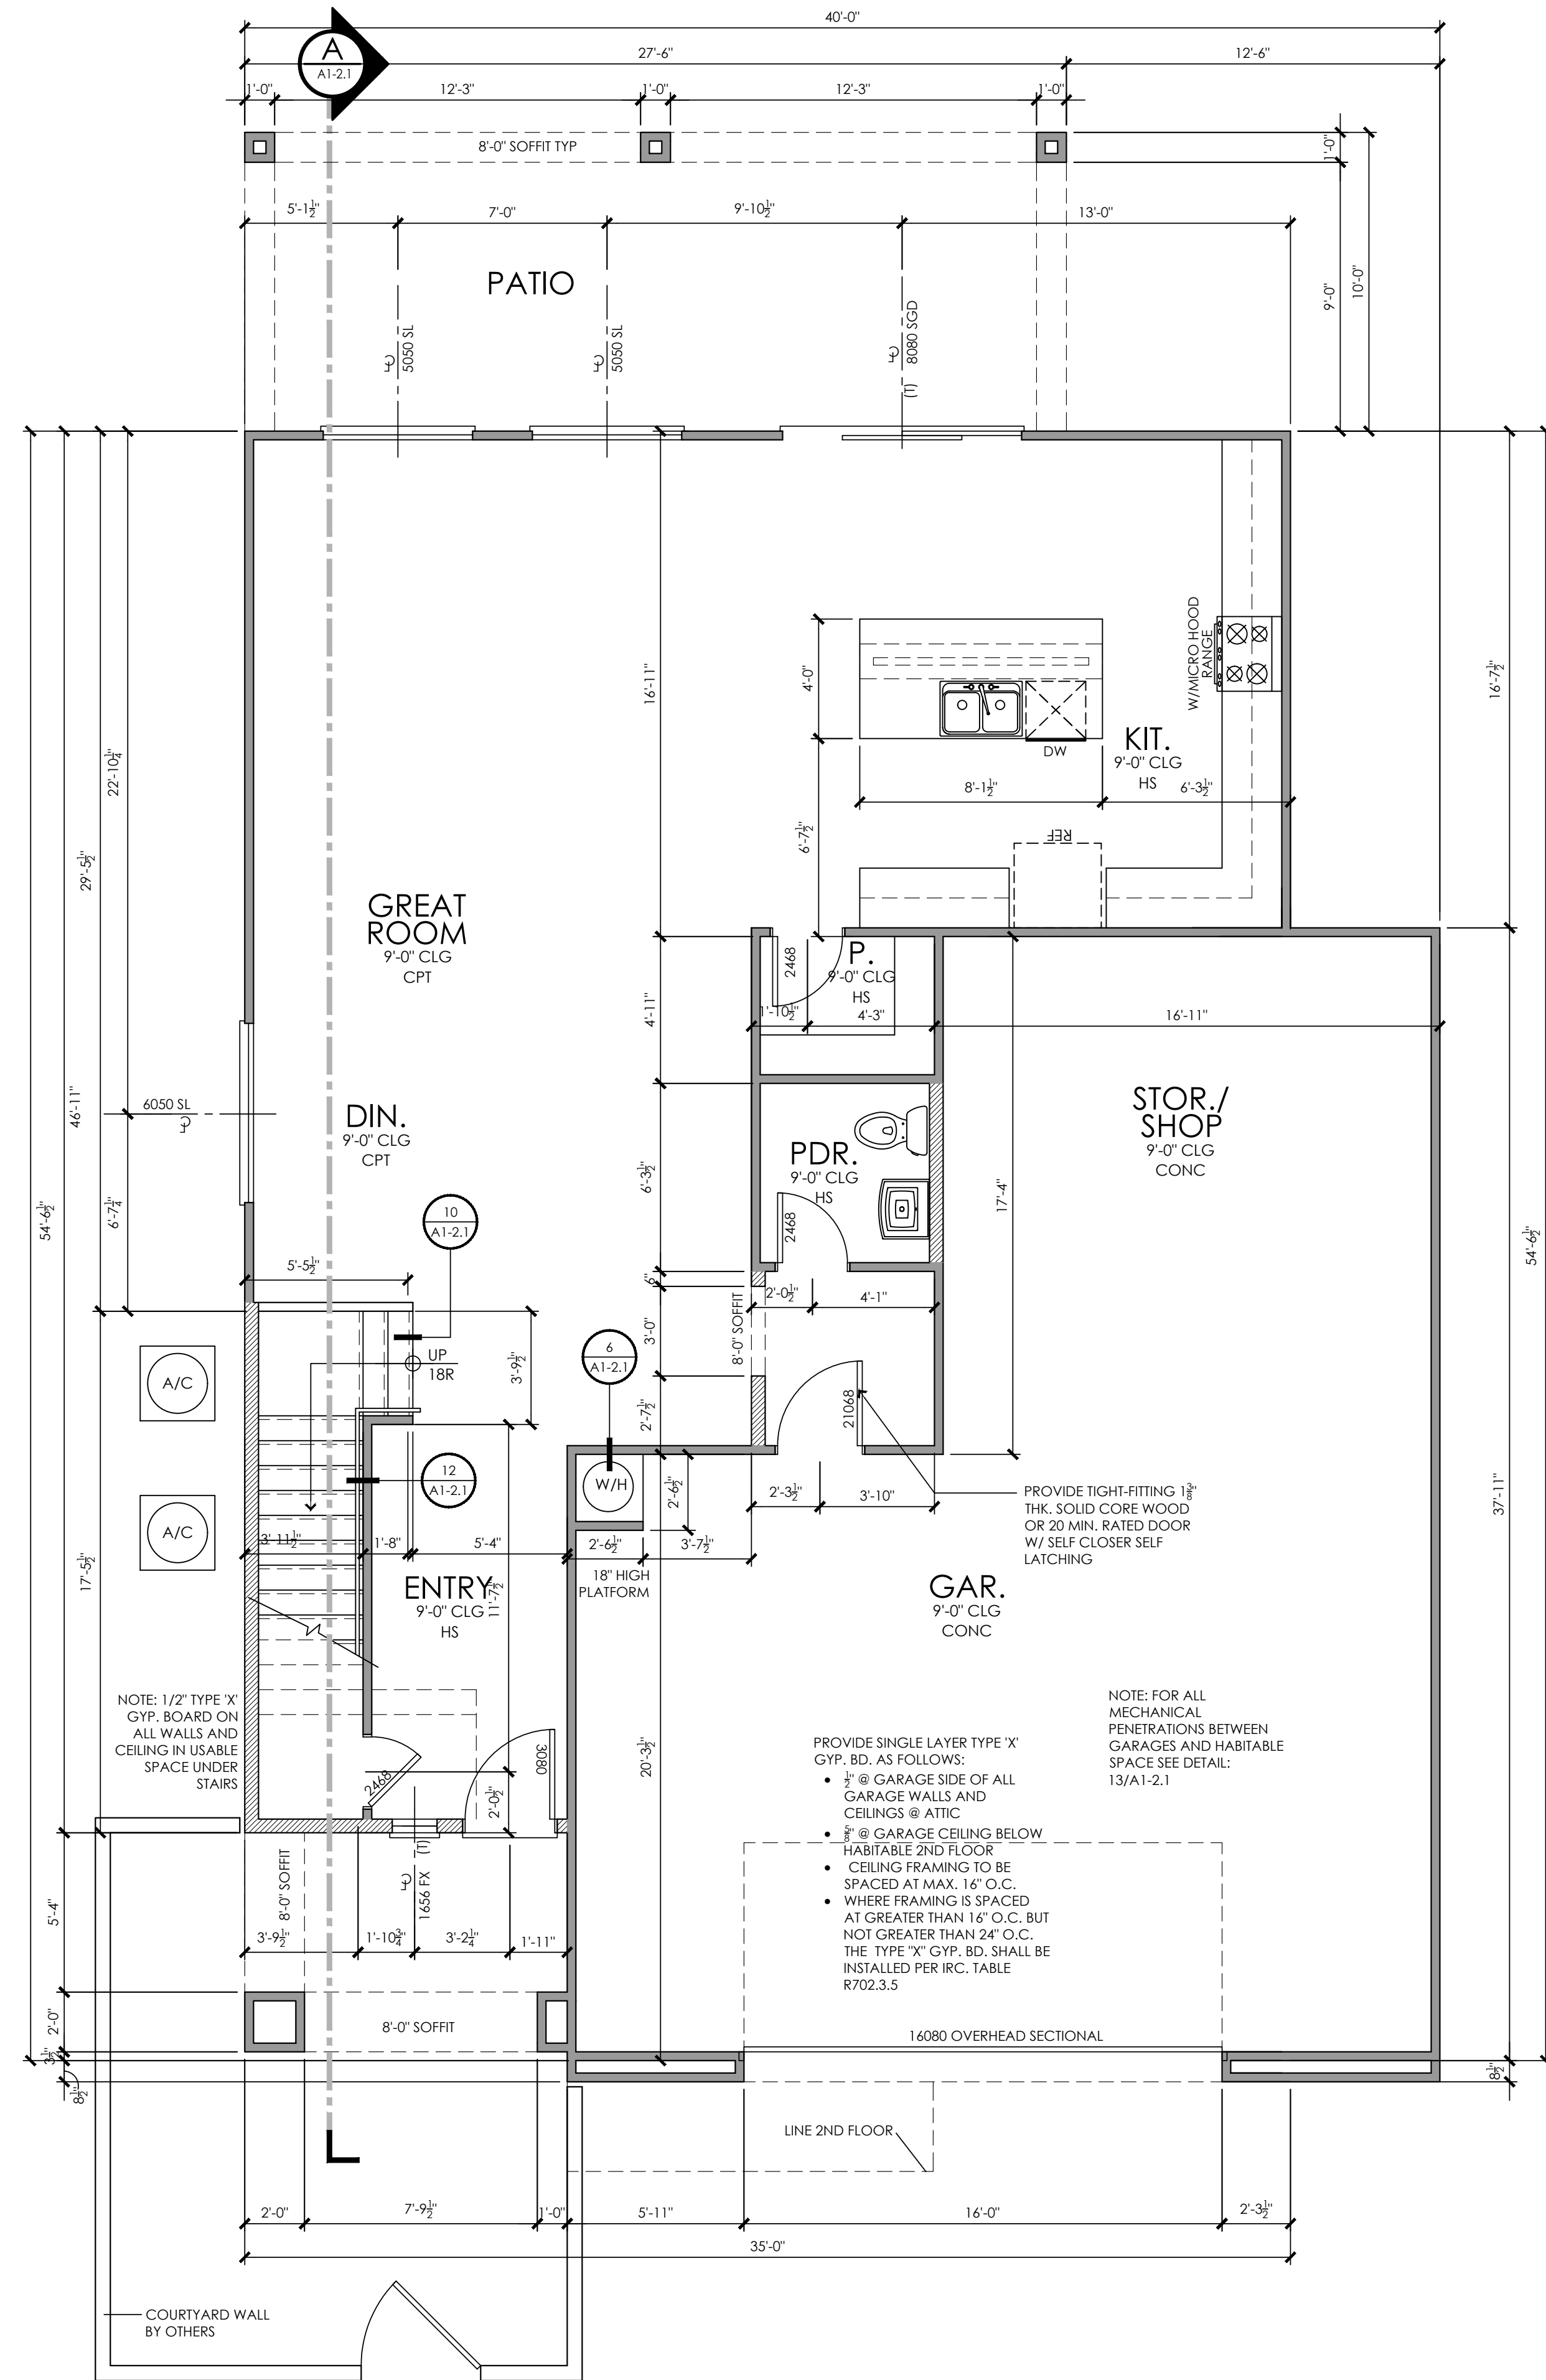 40'-0"
A
A1-2.1
27'-6"
12'-6"
1'-0"
12'-3"
1'-0"
12'-3"
1'-0"
8'-0" SOFFIT TYP
1'-0"
5'-1½"
7'-0"
9'-10½"
13'-0"
PATIO
9'-0"
10'-0"
5050 SL
5050 SL
(T) 8080 SGD
16'-11"
4'-0"
W/MICRO HOOD
RANGE
16'-7½"
DW
KIT.
9'-0" CLG
HS
8'-1½"
6'-3½"
22'-10¼"
6'-7½"
REF
29'-5½"
GREAT
ROOM
9'-0" CLG
CPT
2468
P.
9'-0" CLG
HS
4'-11"
1'-10½"
4'-3"
16'-11"
46'-11"
6050 SL
DIN.
9'-0" CLG
CPT
STOR./
SHOP
9'-0" CLG
CONC
PDR.
9'-0" CLG
HS
6'-3½"
17'-4"
54'-6½"
6'-7¼"
10
A1-2.1
2468
54'-6½"
5'-5½"
6"
2'-0½"
4'-1"
8'-0" SOFFIT
3'-0"
6
A1-2.1
UP
18R
3'-9½"
A/C
2'-7½"
21068
12
A1-2.1
W/H
2'-6½"
2'-3½"
3'-10"
PROVIDE TIGHT-FITTING 1⅜"
THK. SOLID CORE WOOD
OR 20 MIN. RATED DOOR
W/ SELF CLOSER SELF
LATCHING
37'-11"
A/C
3'-11½"
1'-8"
5'-4"
2'-6½"
3'-7½"
17'-5½"
18" HIGH
PLATFORM
ENTRY
9'-0" CLG
HS
11'-7½"
GAR.
9'-0" CLG
CONC
NOTE: 1/2" TYPE 'X'
GYP. BOARD ON
ALL WALLS AND
CEILING IN USABLE
SPACE UNDER
STAIRS
NOTE: FOR ALL
MECHANICAL
PENETRATIONS BETWEEN
GARAGES AND HABITABLE
SPACE SEE DETAIL:
13/A1-2.1
2468
3080
2'-0½"
20'-3½"
PROVIDE SINGLE LAYER TYPE 'X'
GYP. BD. AS FOLLOWS:
• ½" @ GARAGE SIDE OF ALL
GARAGE WALLS AND
CEILINGS @ ATTIC
• ⅝" @ GARAGE CEILING BELOW
HABITABLE 2ND FLOOR
• CEILING FRAMING TO BE
SPACED AT MAX. 16" O.C.
• WHERE FRAMING IS SPACED
AT GREATER THAN 16" O.C. BUT
NOT GREATER THAN 24" O.C.
THE TYPE "X" GYP. BD. SHALL BE
INSTALLED PER IRC. TABLE
R702.3.5
8'-0" SOFFIT
1656 FX (T)
5'-4"
3'-9½"
1'-10¾"
3'-2¼"
1'-11"
2'-0"
8'-0" SOFFIT
16080 OVERHEAD SECTIONAL
3½"
8½"
8½"
LINE 2ND FLOOR
2'-0"
7'-9½"
1'-0"
5'-11"
16'-0"
2'-3½"
35'-0"
COURTYARD WALL
BY OTHERS